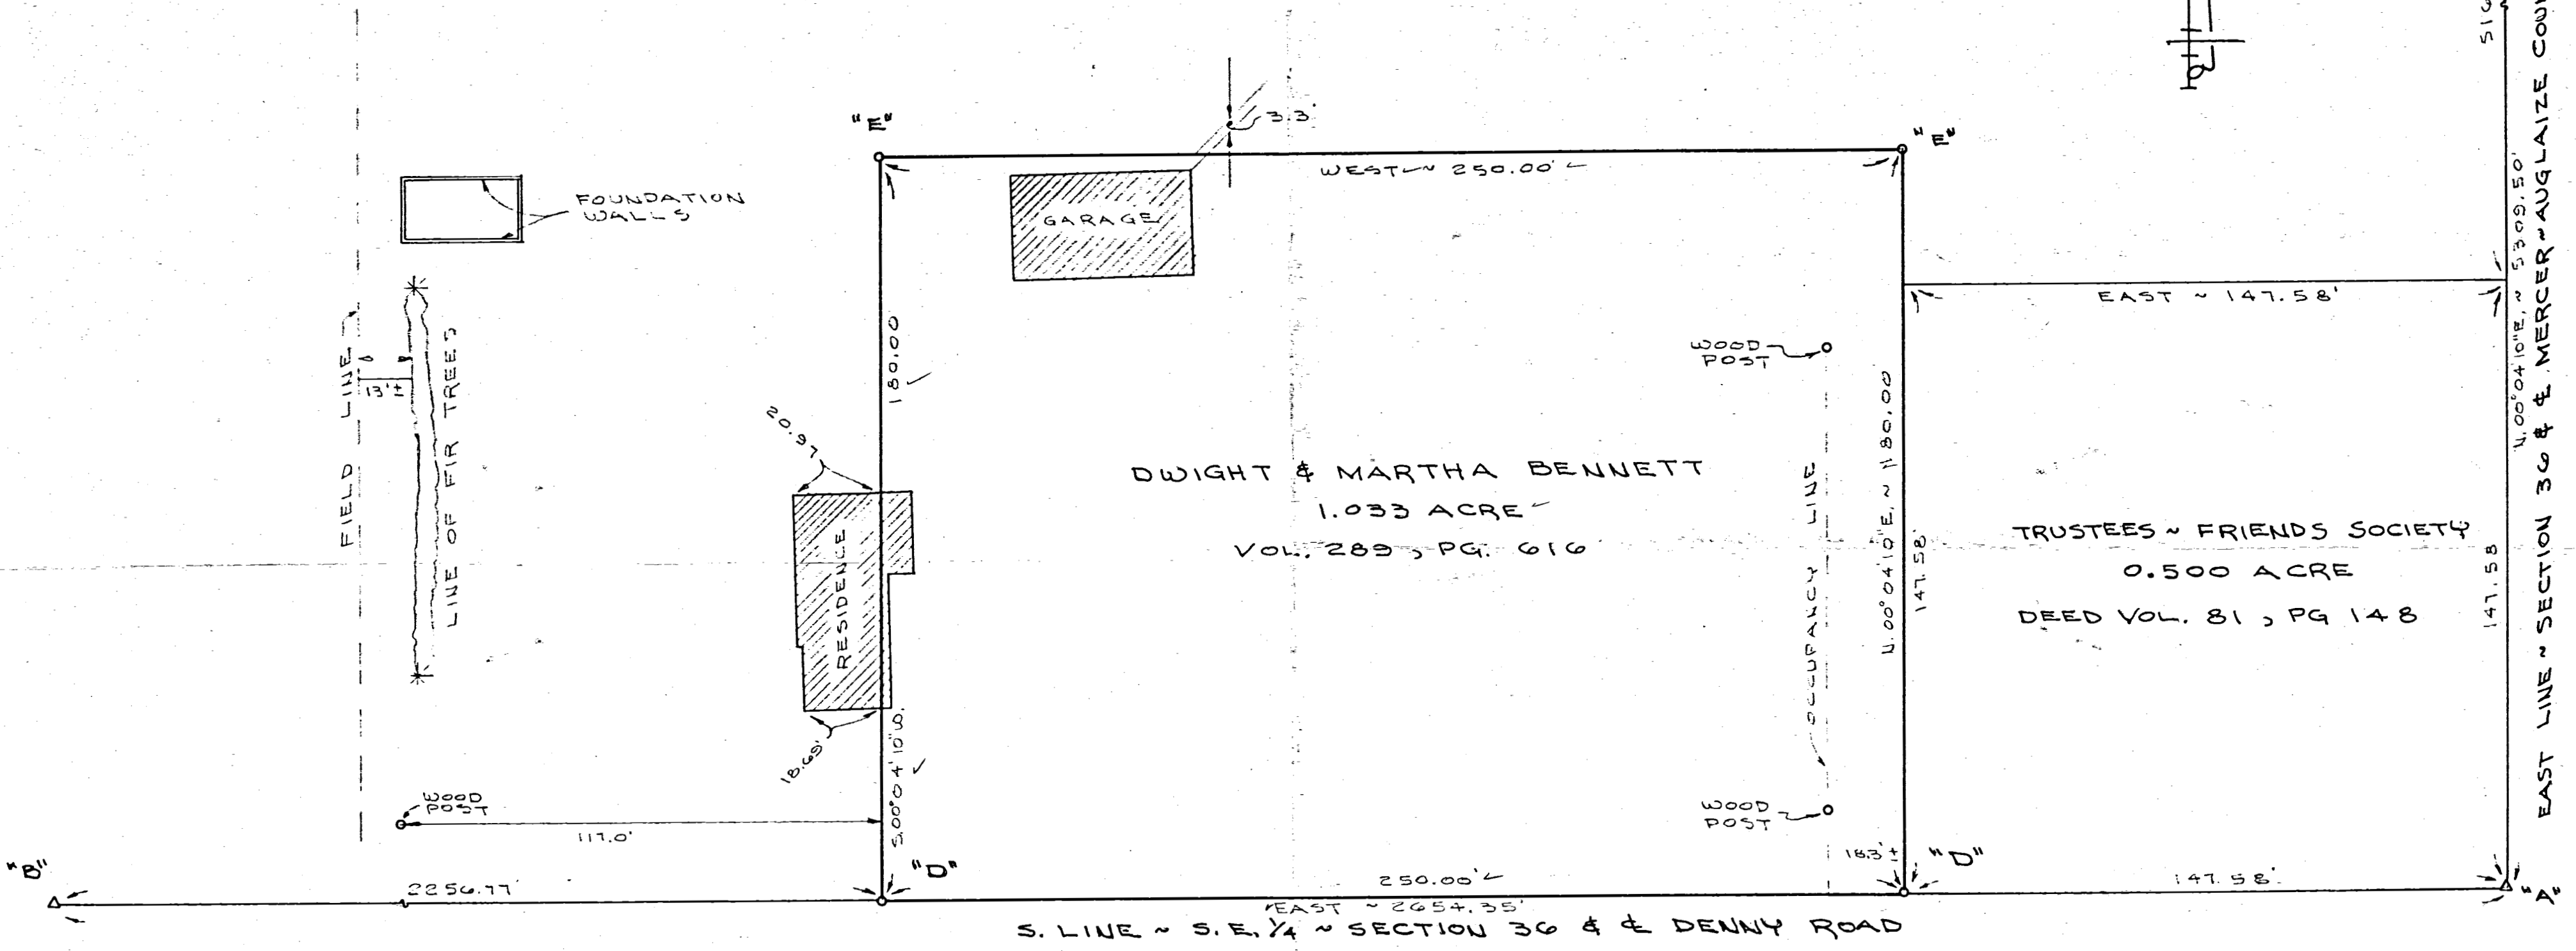 "E"
3.3'
"E"
WEST ~ 250.00'
FOUNDATION
WALLS
GARAGE
516
EAST ~ 147.58'
N.00°04'10"E. ~ 5309.50'
EAST LINE ~ SECTION 36 & ℄ MERCER~AUGLAIZE COU
FIELD LINE
13'±
LINE OF FIR TREES
180.00
WOOD
POST
20.97
DWIGHT & MARTHA BENNETT
1.033 ACRE
VOL. 289, PG. 616
OCCUPANCY LINE
N.00°04'10"E. ~ 180.00
147.58'
TRUSTEES ~ FRIENDS SOCIETY
0.500 ACRE
DEED VOL. 81, PG 148
147.58
RESIDENCE
18.69'
S.00°04'10"W.
WOOD
POST
117.0'
WOOD
POST
18.3'±
"B"
2256.77'
"D"
250.00'
"D"
147.58'
"A"
EAST ~ 2654.35'
S. LINE ~ S.E. 1/4 ~ SECTION 36 & ℄ DENNY ROAD